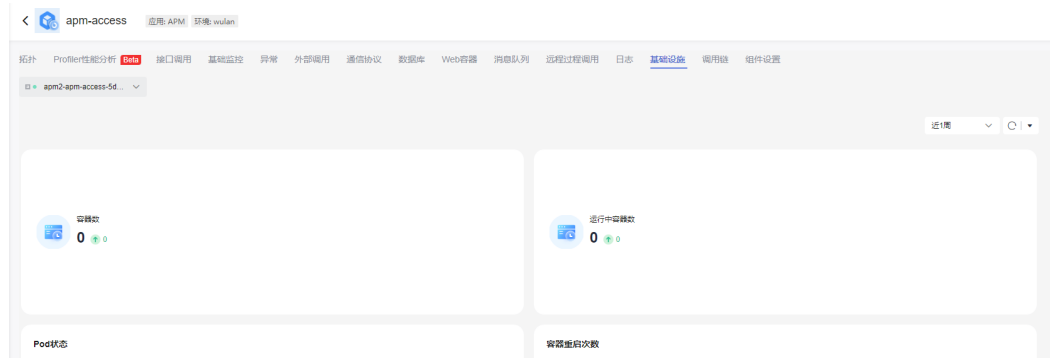 apm-access 应用: APM 环境: wulan
拓扑 Profiler性能分析 Beta 接口调用 基础监控 异常 外部调用 通信协议 数据库 Web容器 消息队列 远程过程调用 日志 基础设施 调用链 组件设置
apm2-apm-access-5d...
近1周
容器数
0 0
运行中容器数
0 0
Pod状态
容器重启次数